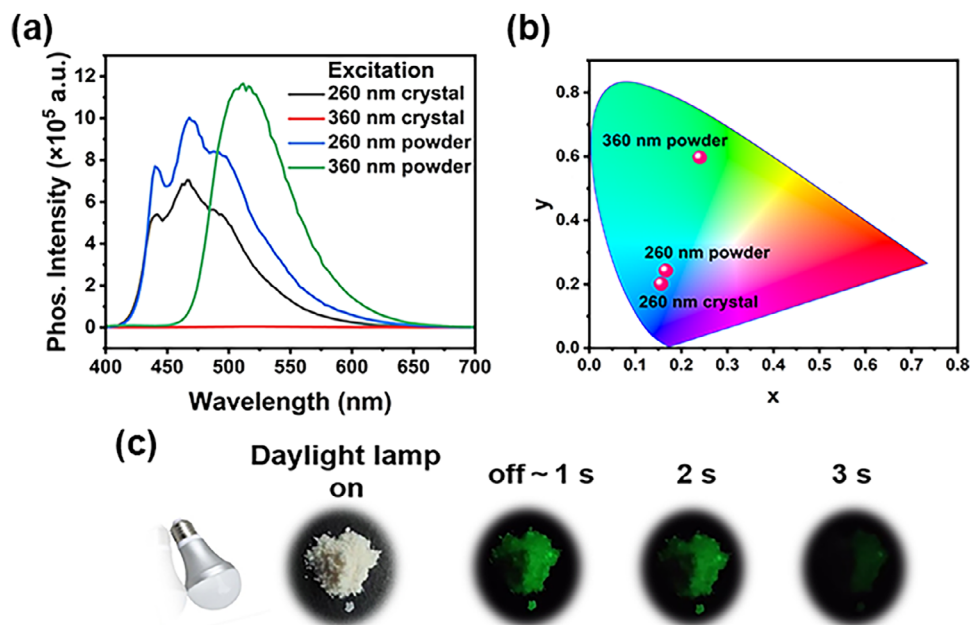 (a)
Phos. Intensity (×10⁵ a.u.)
12
10
8
6
4
2
0
Excitation
260 nm crystal
360 nm crystal
260 nm powder
360 nm powder
400 450 500 550 600 650 700
Wavelength (nm)
(b)
y
0.8
0.6
0.4
0.2
0.0
360 nm powder
260 nm powder
260 nm crystal
0.0 0.1 0.2 0.3 0.4 0.5 0.6 0.7 0.8
x
(c)
Daylight lamp
on
off ~ 1 s
2 s
3 s